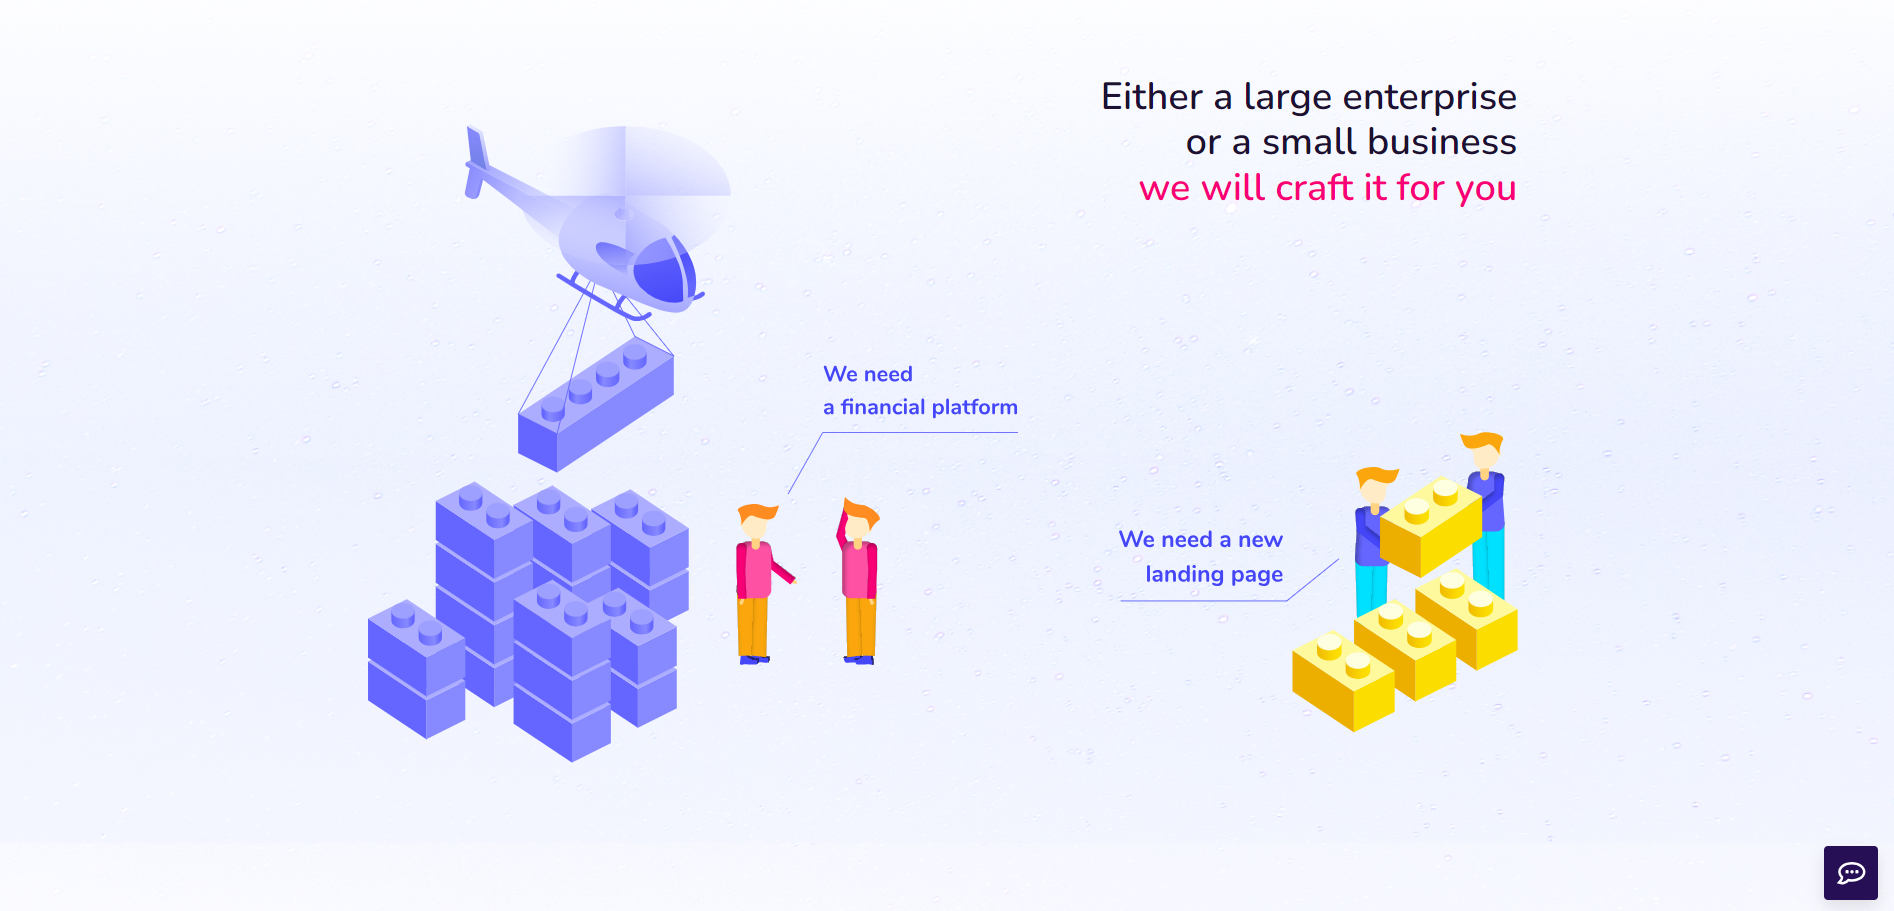 Either a large enterprise
or a small business
we will craft it for you
We need
a financial platform
We need a new
landing page